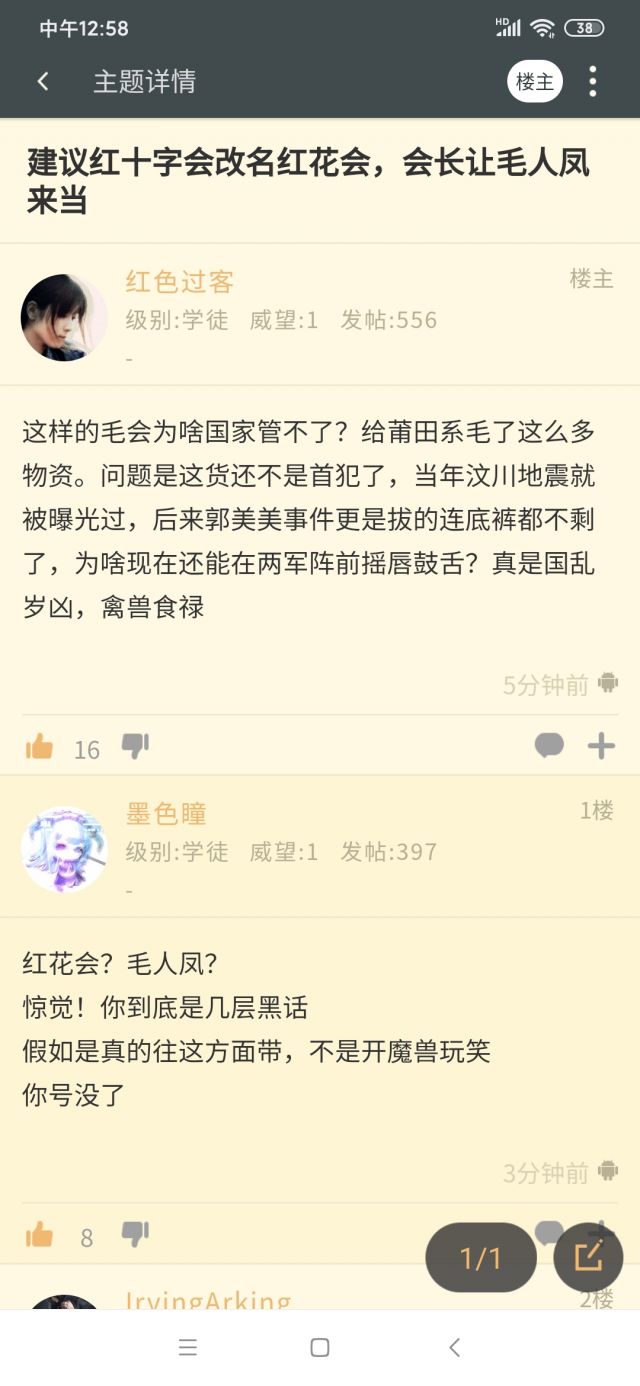 中午12:58
HD
38
主题详情
楼主
建议红十字会改名红花会，会长让毛人凤
来当
红色过客
楼主
级别:学徒 威望:1 发帖:556
-
这样的毛会为啥国家管不了？给莆田系毛了这么多
物资。问题是这货还不是首犯了，当年汶川地震就
被曝光过，后来郭美美事件更是拔的连底裤都不剩
了，为啥现在还能在两军阵前摇唇鼓舌？真是国乱
岁凶，禽兽食禄
5分钟前
16
墨色瞳
1楼
级别:学徒 威望:1 发帖:397
-
红花会？毛人凤？
惊觉！你到底是几层黑话
假如是真的往这方面带，不是开魔兽玩笑
你号没了
3分钟前
8
1/1
IrvingArking
2楼